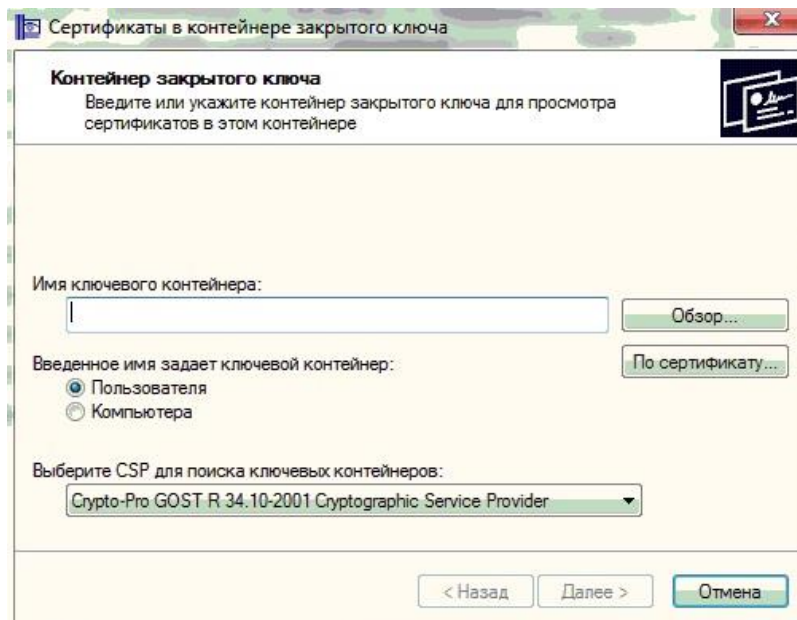 Сертификаты в контейнере закрытого ключа
Контейнер закрытого ключа
Введите или укажите контейнер закрытого ключа для просмотра
сертификатов в этом контейнере
Имя ключевого контейнера:
Обзор...
Введенное имя задает ключевой контейнер:
По сертификату...
Пользователя
Компьютера
Выберите CSP для поиска ключевых контейнеров:
Crypto-Pro GOST R 34.10-2001 Cryptographic Service Provider
< Назад Далее > Отмена